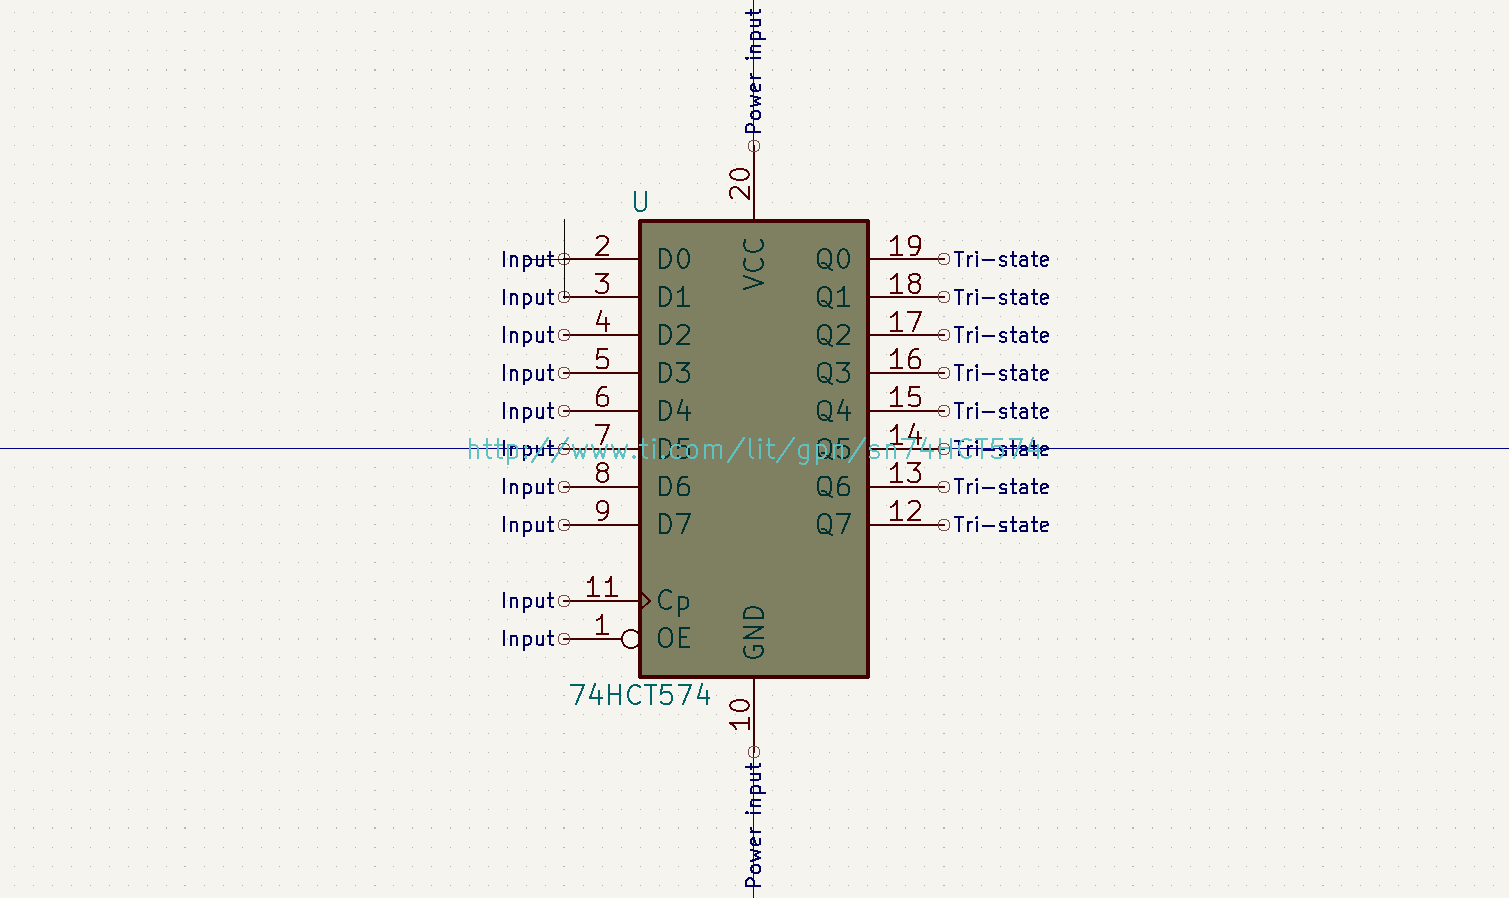 Power input
20
U
VCC
Input 2 D0 Q0 19 Tri-state
Input 3 D1 Q1 18 Tri-state
Input 4 D2 Q2 17 Tri-state
Input 5 D3 Q3 16 Tri-state
Input 6 D4 Q4 15 Tri-state
Input 7 D5 Q5 14 Tri-state
http://www.ti.com/lit/gpn/sn74HCT574
Input 8 D6 Q6 13 Tri-state
Input 9 D7 Q7 12 Tri-state
Input 11 Cp
Input 1 OE
GND
74HCT574
10
Power input